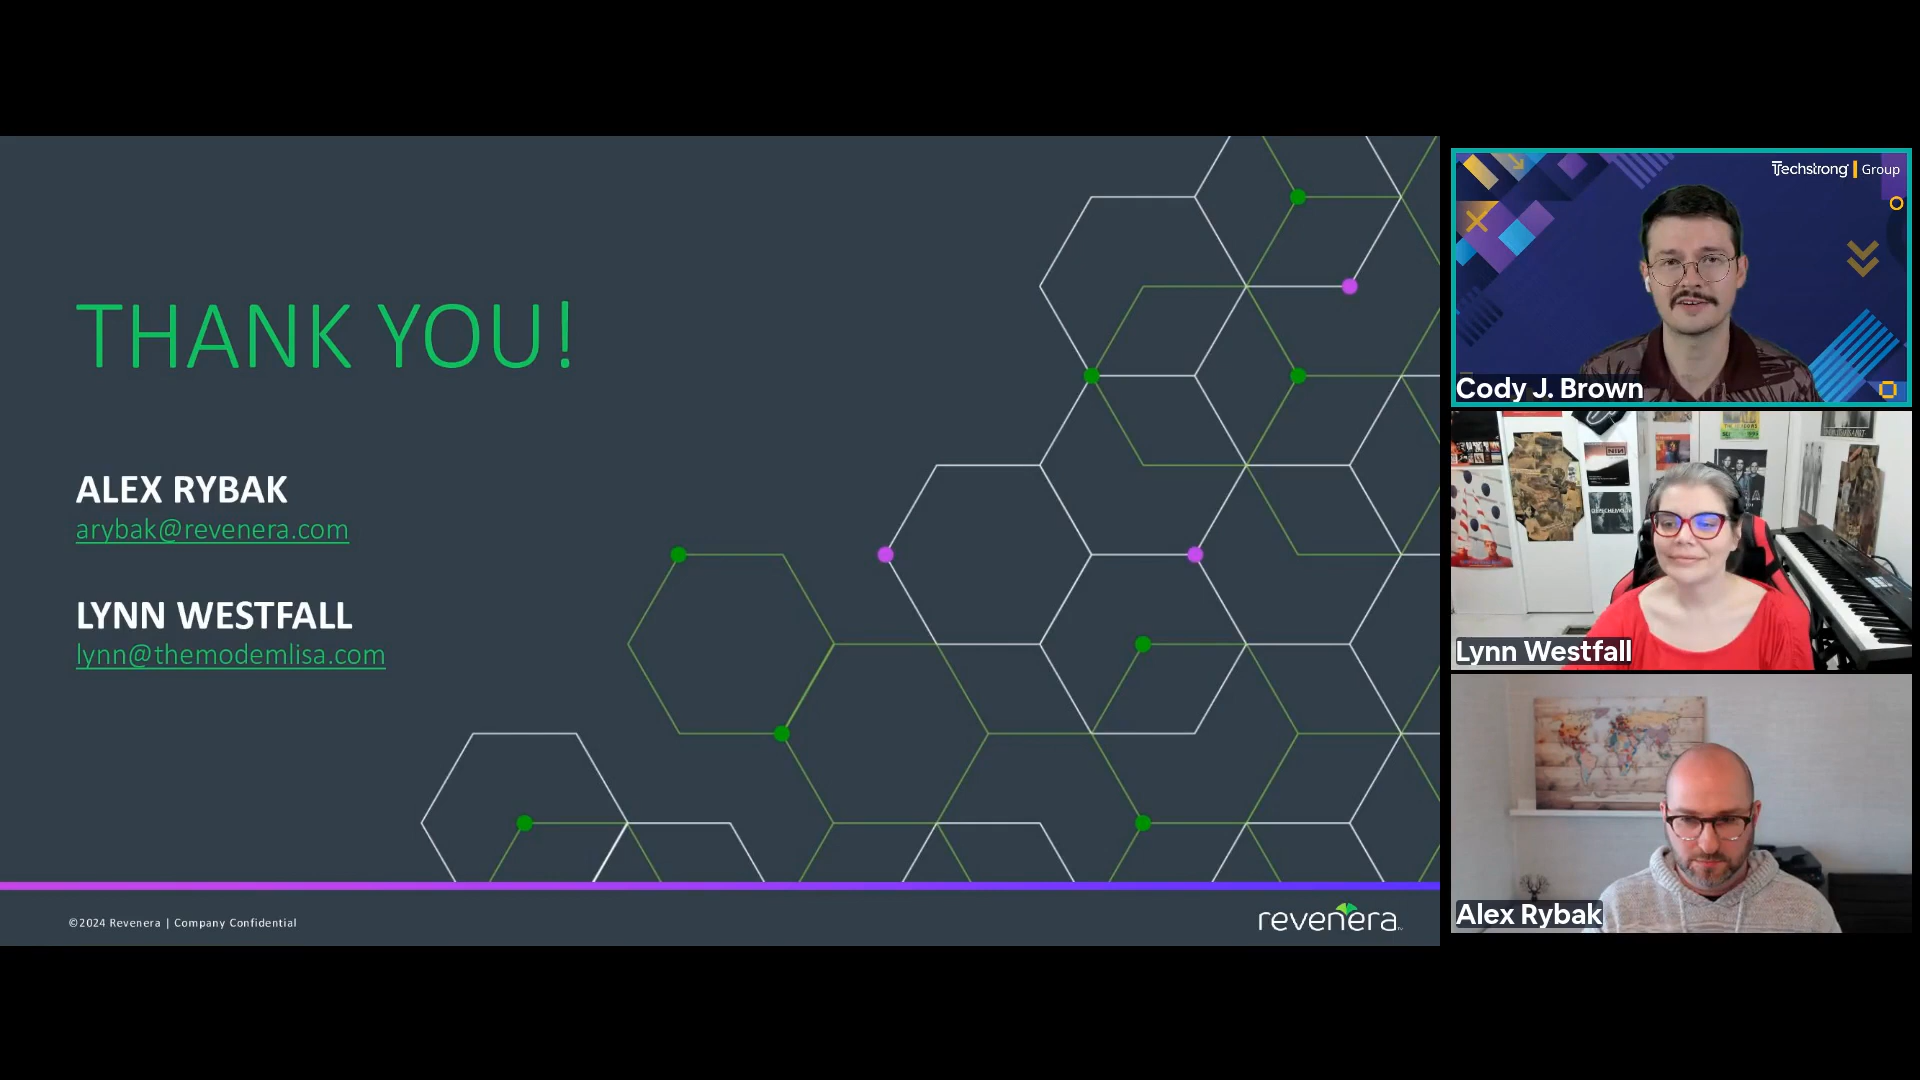 THANK YOU!
ALEX RYBAK
arybak@revenera.com
LYNN WESTFALL
lynn@themodemlisa.com
©2024 Revenera | Company Confidential
revenera
Techstrong | Group
Cody J. Brown
NIN
Lynn Westfall
Alex Rybak